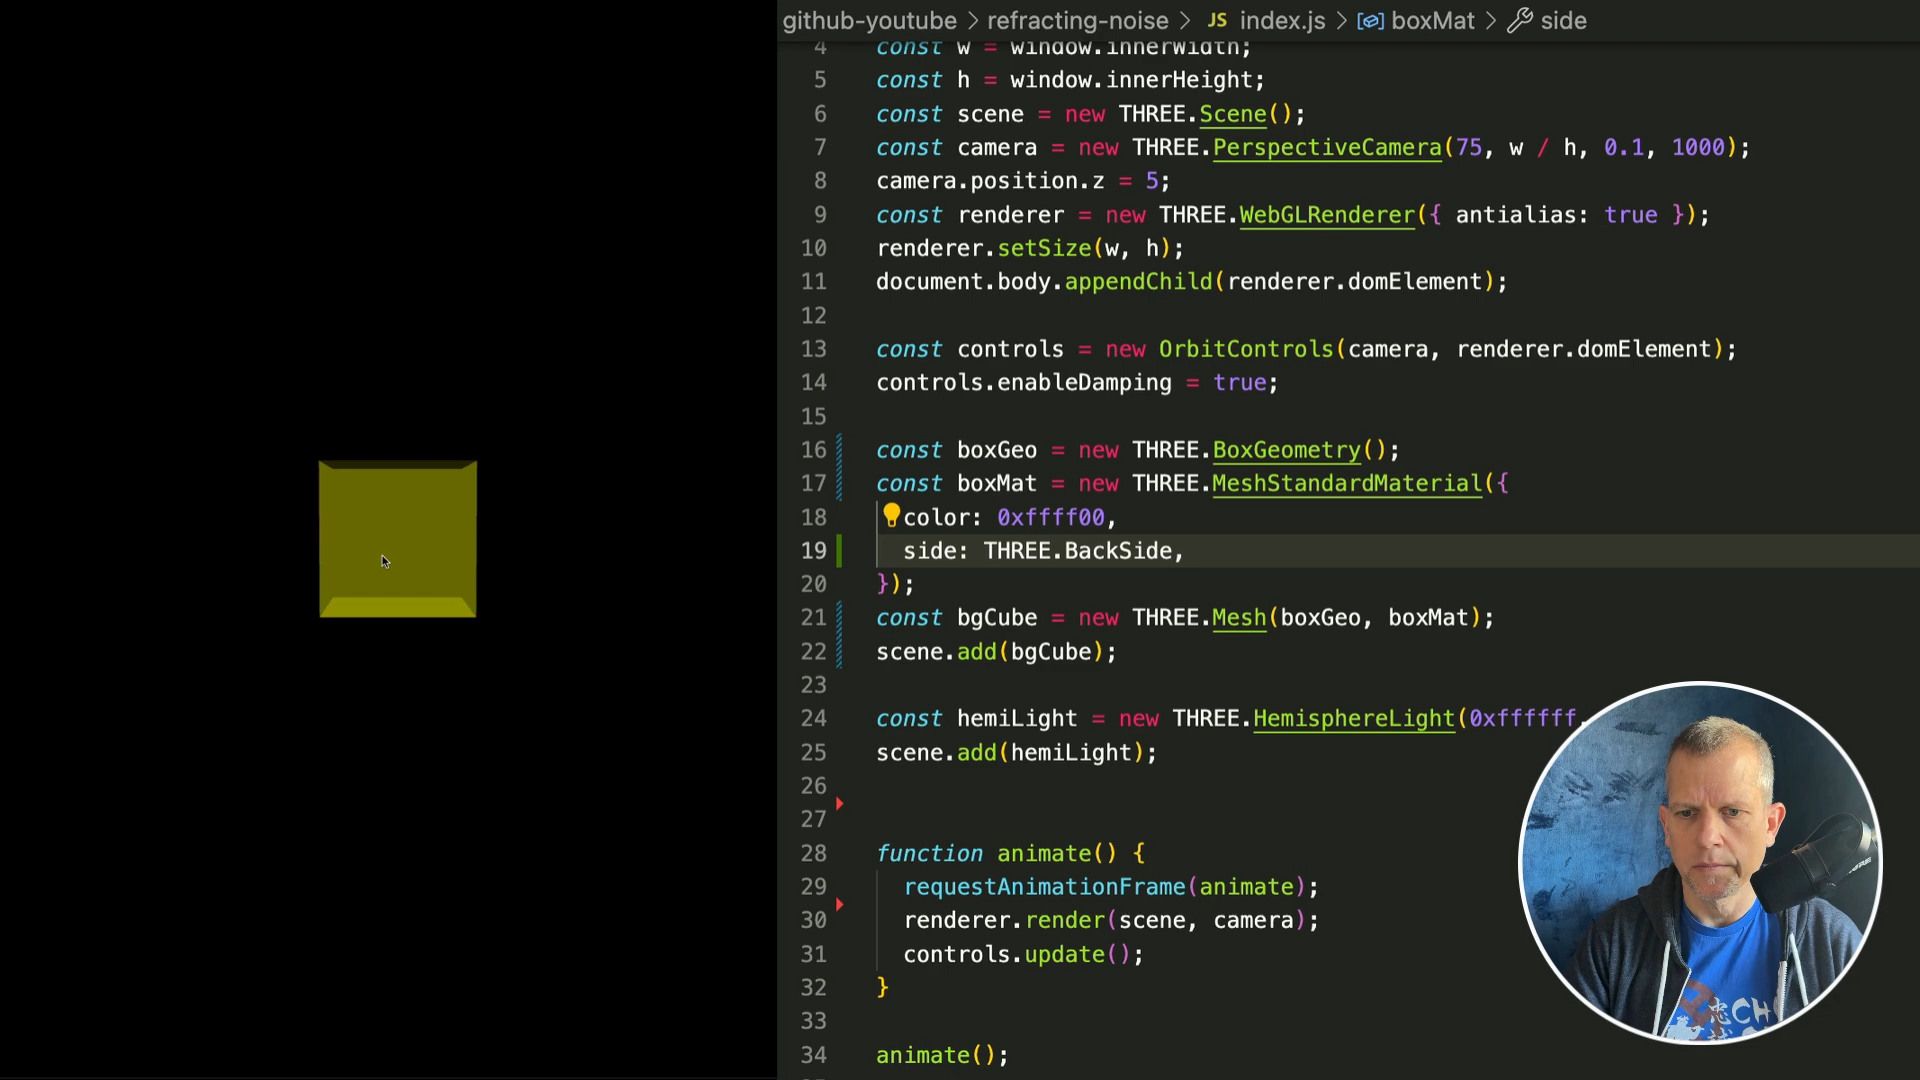 github-youtube > refracting-noise > JS index.js > boxMat > side
4 const w = window.innerWidth;
5 const h = window.innerHeight;
6 const scene = new THREE.Scene();
7 const camera = new THREE.PerspectiveCamera(75, w / h, 0.1, 1000);
8 camera.position.z = 5;
9 const renderer = new THREE.WebGLRenderer({ antialias: true });
10 renderer.setSize(w, h);
11 document.body.appendChild(renderer.domElement);
12
13 const controls = new OrbitControls(camera, renderer.domElement);
14 controls.enableDamping = true;
15
16 const boxGeo = new THREE.BoxGeometry();
17 const boxMat = new THREE.MeshStandardMaterial({
18 color: 0xffff00,
19 side: THREE.BackSide,
20 });
21 const bgCube = new THREE.Mesh(boxGeo, boxMat);
22 scene.add(bgCube);
23
24 const hemiLight = new THREE.HemisphereLight(0xffffff,
25 scene.add(hemiLight);
26
27
28 function animate() {
29 requestAnimationFrame(animate);
30 renderer.render(scene, camera);
31 controls.update();
32 }
33
34 animate();